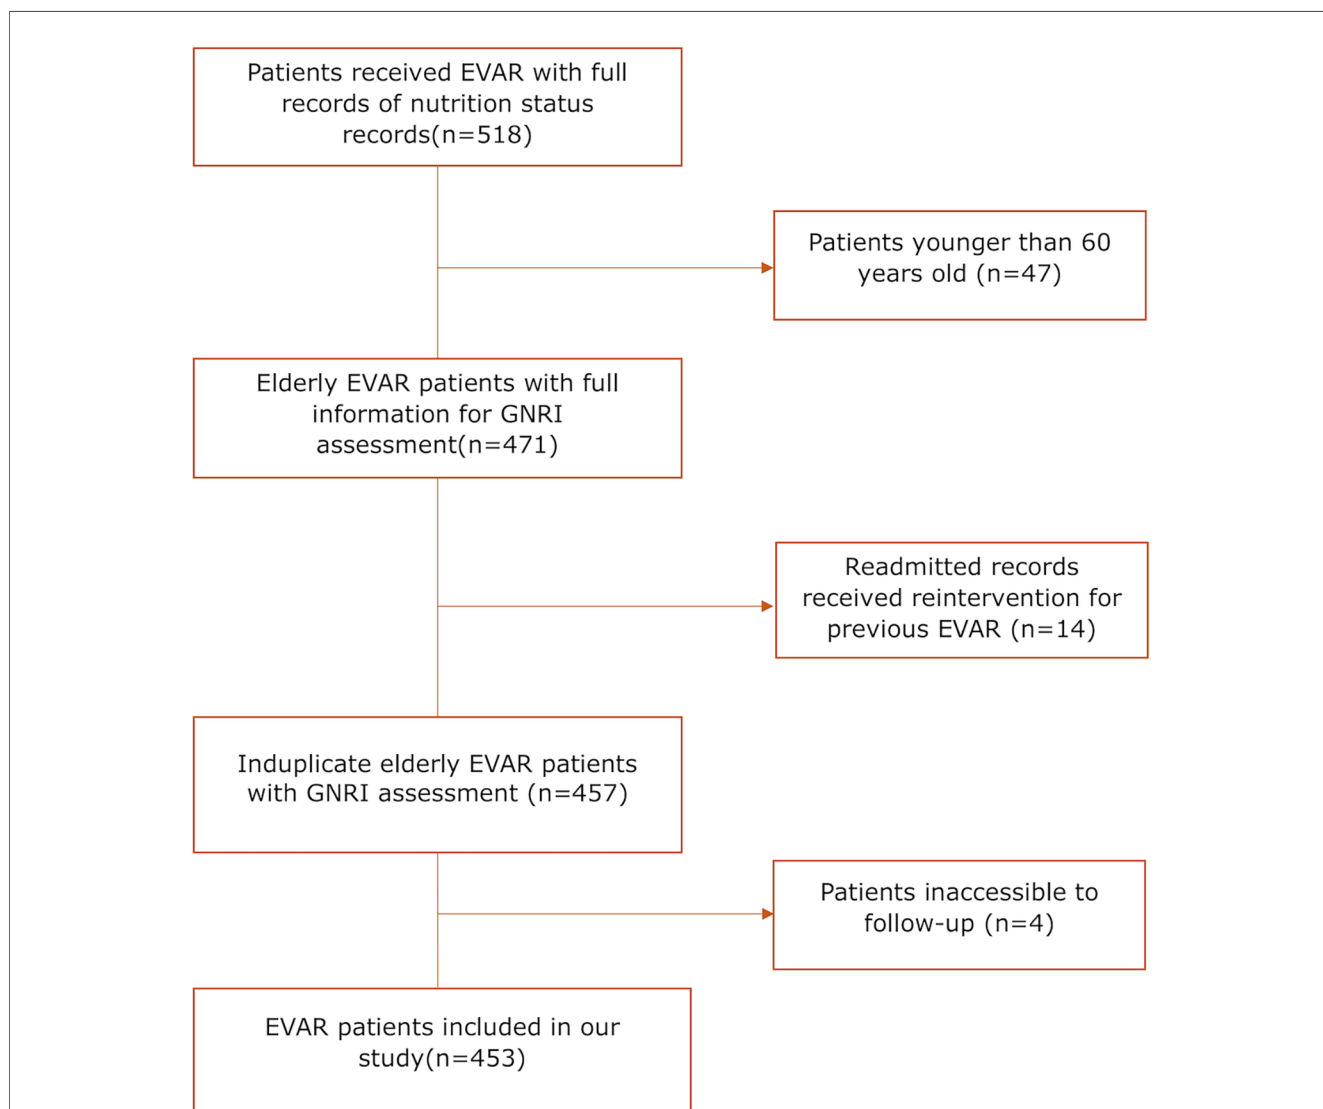 Patients received EVAR with full
records of nutrition status
records(n=518)
Patients younger than 60
years old (n=47)
Elderly EVAR patients with full
information for GNRI
assessment(n=471)
Readmitted records
received reintervention for
previous EVAR (n=14)
Induplicate elderly EVAR patients
with GNRI assessment (n=457)
Patients inaccessible to
follow-up (n=4)
EVAR patients included in our
study(n=453)